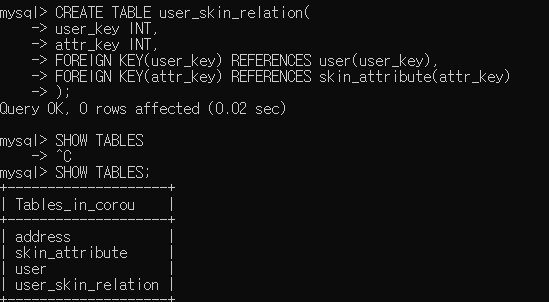 mysql> CREATE TABLE user_skin_relation(
    -> user_key INT,
    -> attr_key INT,
    -> FOREIGN KEY(user_key) REFERENCES user(user_key),
    -> FOREIGN KEY(attr_key) REFERENCES skin_attribute(attr_key)
    -> );
Query OK, 0 rows affected (0.02 sec)
mysql> SHOW TABLES
    -> ^C
mysql> SHOW TABLES;
+--------------------+
| Tables_in_corou    |
+--------------------+
| address            |
| skin_attribute     |
| user               |
| user_skin_relation |
+--------------------+